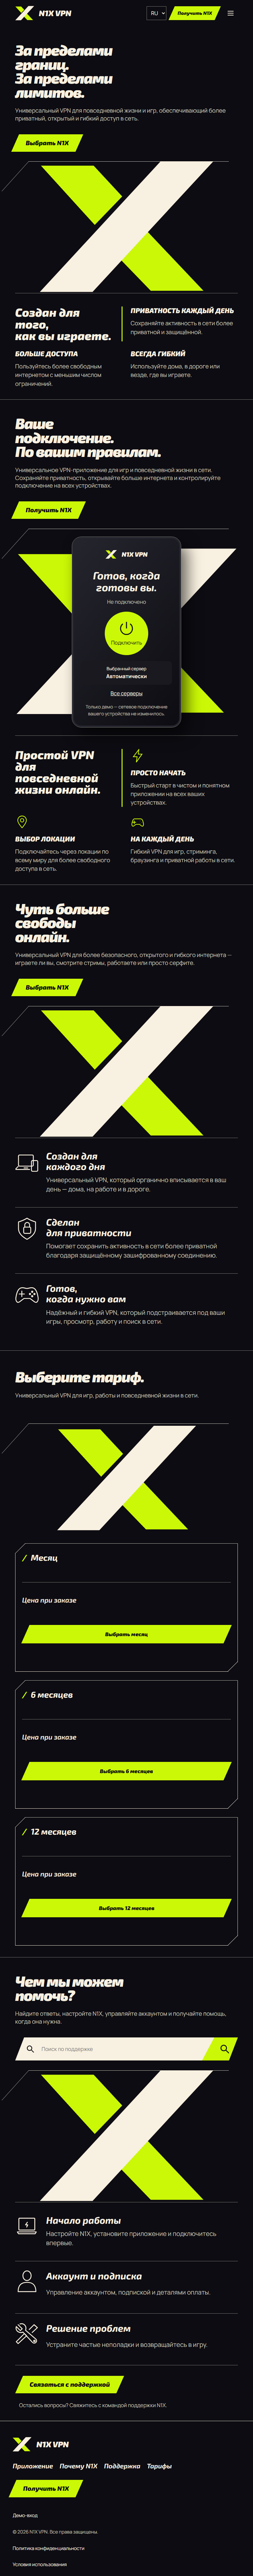 N1X VPN
RU
Получить N1X
За пределами
границ.
За пределами
лимитов.
Универсальный VPN для повседневной жизни и игр, обеспечивающий более
приватный, открытый и гибкий доступ в сеть.
Выбрать N1X
Создан для
того,
как вы играете.
ПРИВАТНОСТЬ КАЖДЫЙ ДЕНЬ
Сохраняйте активность в сети более
приватной и защищённой.
БОЛЬШЕ ДОСТУПА
Пользуйтесь более свободным
интернетом с меньшим числом
ограничений.
ВСЕГДА ГИБКИЙ
Используйте дома, в дороге или
везде, где вы играете.
Ваше
подключение.
По вашим правилам.
Универсальное VPN-приложение для игр и повседневной жизни в сети.
Сохраняйте приватность, открывайте больше интернета и контролируйте
подключение на всех устройствах.
Получить N1X
N1X VPN
Готов, когда
готовы вы.
Не подключено
Подключить
Выбранный сервер
Автоматически
Все серверы
Только демо — сетевое подключение
вашего устройства не изменилось.
Простой VPN
для
повседневной
жизни онлайн.
ПРОСТО НАЧАТЬ
Быстрый старт в чистом и понятном
приложении на всех ваших
устройствах.
ВЫБОР ЛОКАЦИИ
Подключайтесь через локации по
всему миру для более свободного
доступа в сеть.
НА КАЖДЫЙ ДЕНЬ
Гибкий VPN для игр, стриминга,
браузинга и приватной работы в сети.
Чуть больше
свободы
онлайн.
Универсальный VPN для более безопасного, открытого и гибкого интернета —
играете ли вы, смотрите стримы, работаете или просто серфите.
Выбрать N1X
Создан для
каждого дня
Универсальный VPN, который органично вписывается в ваш
день — дома, на работе и в дороге.
Сделан
для приватности
Помогает сохранить активность в сети более приватной
благодаря защищённому зашифрованному соединению.
Готов,
когда нужно вам
Надёжный и гибкий VPN, который подстраивается под ваши
игры, просмотр, работу и поиск в сети.
Выберите тариф.
Универсальный VPN для игр, работы и повседневной жизни в сети.
/ Месяц
Цена при заказе
Выбрать месяц
/ 6 месяцев
Цена при заказе
Выбрать 6 месяцев
/ 12 месяцев
Цена при заказе
Выбрать 12 месяцев
Чем мы можем
помочь?
Найдите ответы, настройте N1X, управляйте аккаунтом и получайте помощь,
когда она нужна.
Поиск по поддержке
Начало работы
Настройте N1X, установите приложение и подключитесь
впервые.
Аккаунт и подписка
Управление аккаунтом, подпиской и деталями оплаты.
Решение проблем
Устраните частые неполадки и возвращайтесь в игру.
Связаться с поддержкой
Остались вопросы? Свяжитесь с командой поддержки N1X.
N1X VPN
Приложение Почему N1X Поддержка Тарифы
Получить N1X
Демо-вход
© 2026 N1X VPN. Все права защищены.
Политика конфиденциальности
Условия использования